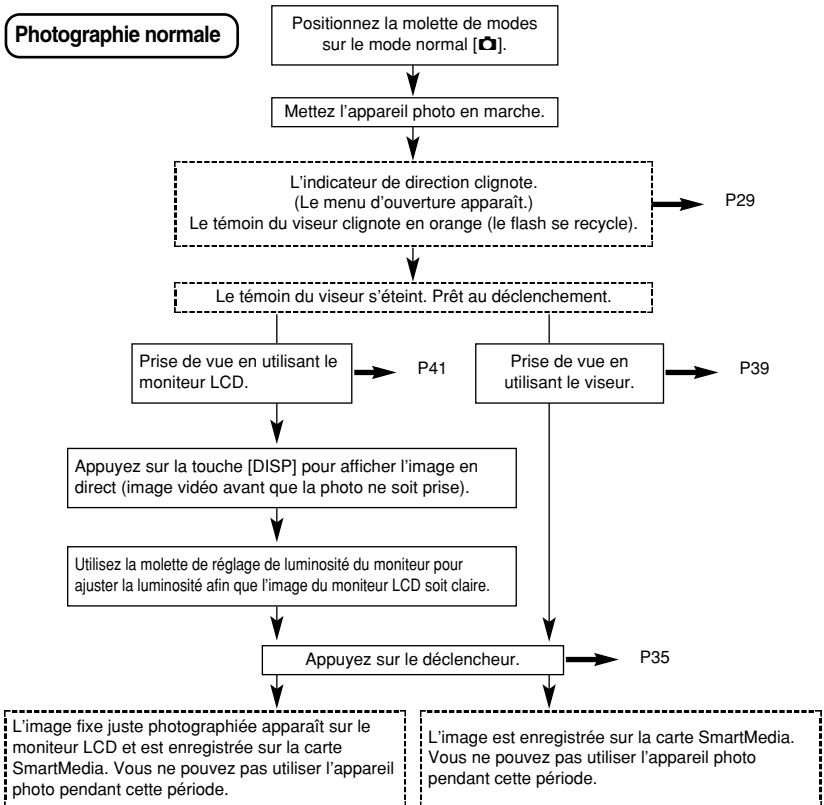 Photographie normale
Positionnez la molette de modes
sur le mode normal [📷].
Mettez l’appareil photo en marche.
L’indicateur de direction clignote.
(Le menu d’ouverture apparaît.)
Le témoin du viseur clignote en orange (le flash se recycle).
P29
Le témoin du viseur s’éteint. Prêt au déclenchement.
Prise de vue en utilisant le
moniteur LCD.
P41
Prise de vue en
utilisant le viseur.
P39
Appuyez sur la touche [DISP] pour afficher l’image en
direct (image vidéo avant que la photo ne soit prise).
Utilisez la molette de réglage de luminosité du moniteur pour
ajuster la luminosité afin que l’image du moniteur LCD soit claire.
Appuyez sur le déclencheur.
P35
L’image fixe juste photographiée apparaît sur le
moniteur LCD et est enregistrée sur la carte
SmartMedia. Vous ne pouvez pas utiliser l’appareil
photo pendant cette période.
L’image est enregistrée sur la carte SmartMedia.
Vous ne pouvez pas utiliser l’appareil photo
pendant cette période.